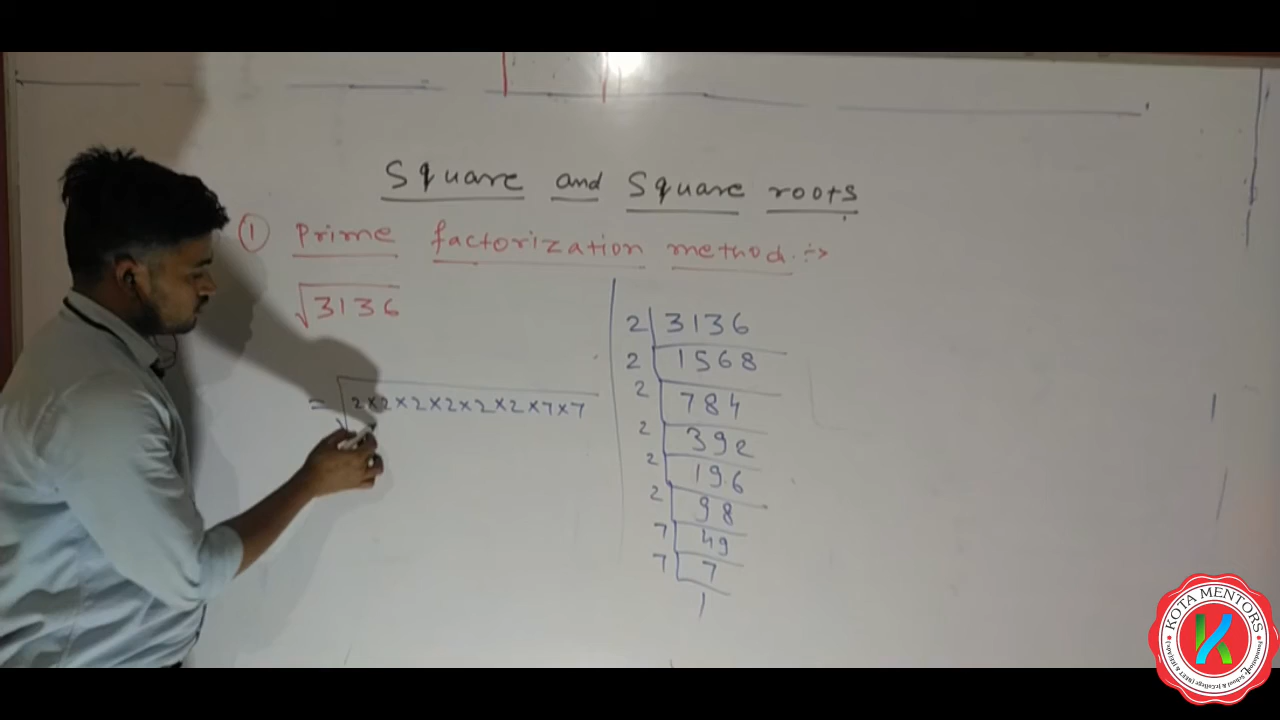 Square and Square roots
① Prime factorization method :->
√3136
= √2×2×2×2×2×2×7×7
2 | 3136
2 | 1568
2 | 784
2 | 392
2 | 196
2 | 98
7 | 49
7 | 7
1
KOTA MENTORS
K